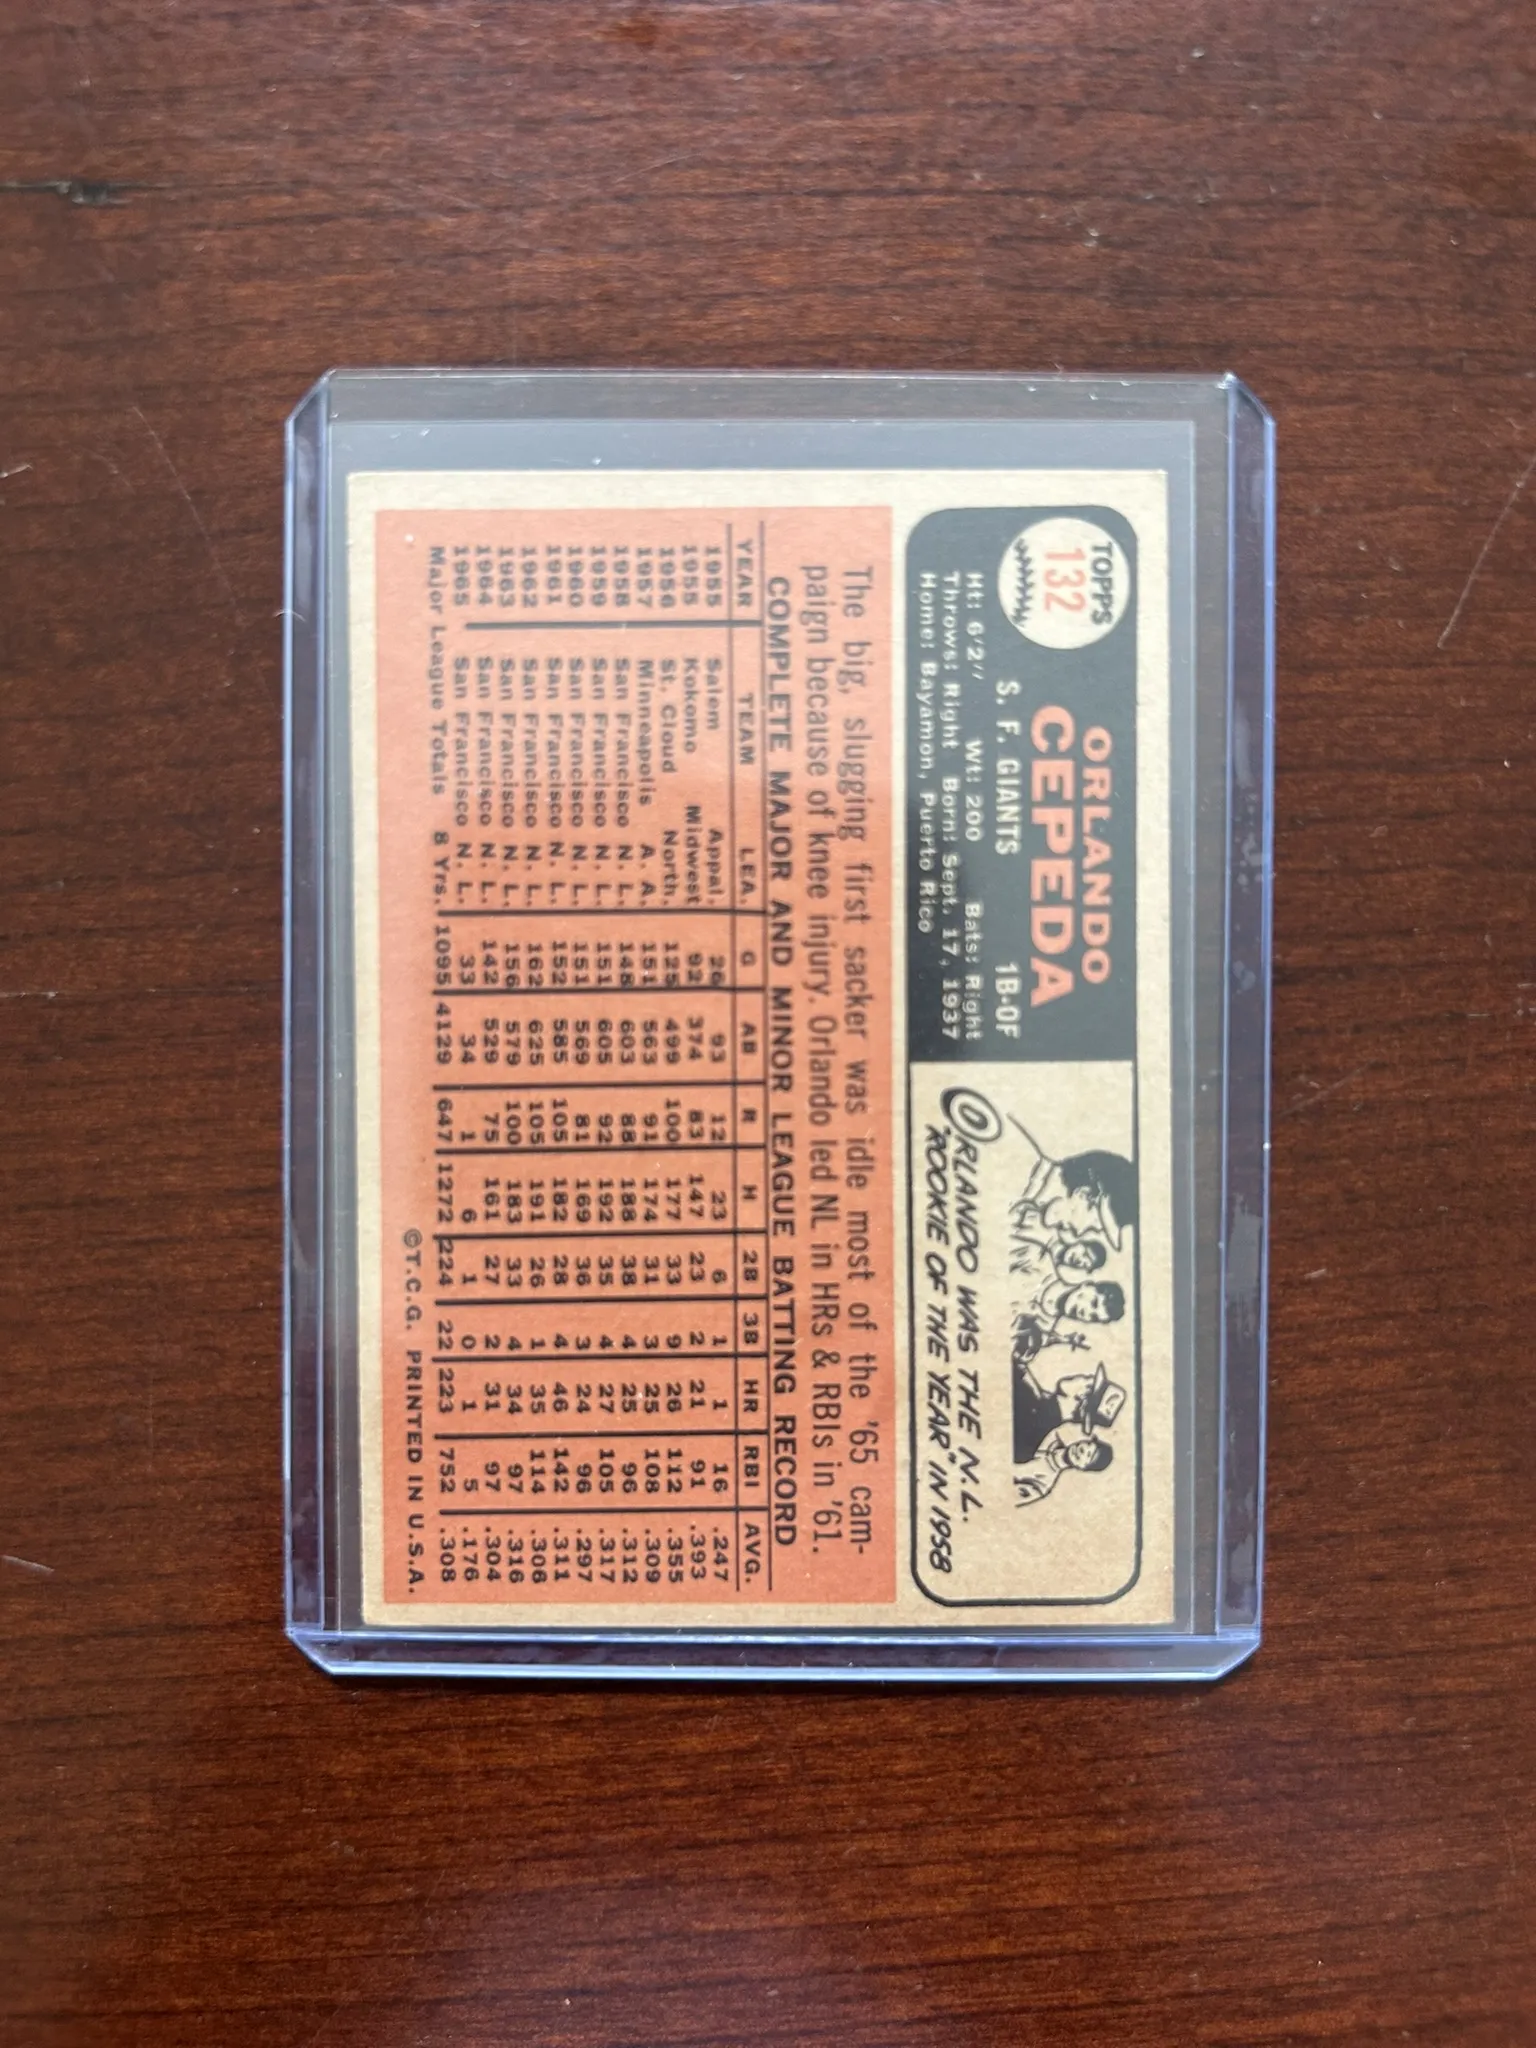 TOPPS
132
ORLANDO
CEPEDA
S. F. GIANTS 1B-OF
Ht: 6'2" Wt: 200 Bats: Right
Throws: Right Born: Sept. 17, 1937
Home: Bayamon, Puerto Rico
ORLANDO WAS THE N.L.
"ROOKIE OF THE YEAR" IN 1958
The big, slugging first sacker was idle most of the '65 cam-
paign because of knee injury. Orlando led NL in HRs & RBIs in '61.
COMPLETE MAJOR AND MINOR LEAGUE BATTING RECORD
YEAR TEAM LEA. G AB R H 2B 3B HR RBI AVG.
1955 Salem Appal. 26 93 12 23 6 1 1 16 .247
1955 Kokomo Midwest 92 374 83 147 23 2 21 91 .393
1956 St. Cloud North. 125 499 100 177 33 9 26 112 .355
1957 Minneapolis A. A. 151 563 91 174 31 3 25 108 .309
1958 San Francisco N. L. 148 603 88 188 38 4 25 96 .312
1959 San Francisco N. L. 151 605 92 192 35 4 27 105 .317
1960 San Francisco N. L. 151 569 81 169 36 3 24 96 .297
1961 San Francisco N. L. 152 585 105 182 28 4 46 142 .311
1962 San Francisco N. L. 162 625 105 191 26 1 35 114 .306
1963 San Francisco N. L. 156 579 100 183 33 4 34 97 .316
1964 San Francisco N. L. 142 529 75 161 27 2 31 97 .304
1965 San Francisco N. L. 33 34 1 6 1 0 1 5 .176
Major League Totals 8 Yrs. 1095 4129 647 1272 224 22 223 752 .308
©T.C.G. PRINTED IN U.S.A.